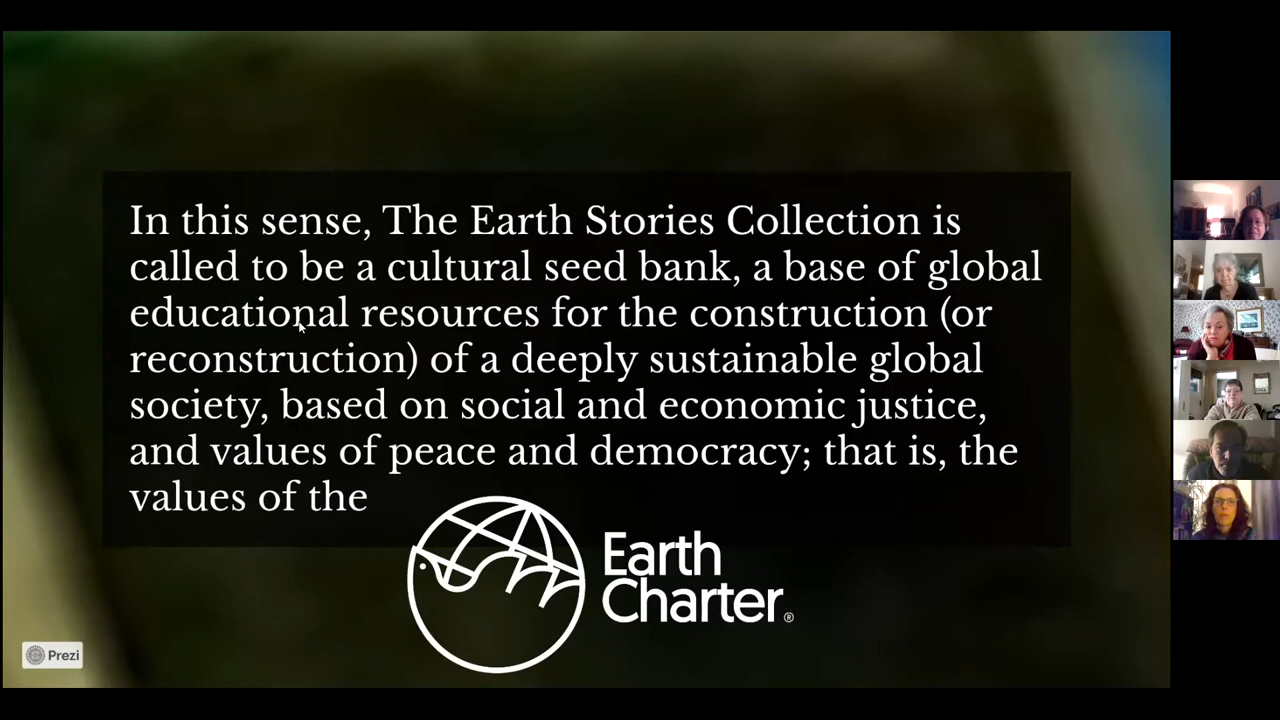 In this sense, The Earth Stories Collection is
called to be a cultural seed bank, a base of global
educational resources for the construction (or
reconstruction) of a deeply sustainable global
society, based on social and economic justice,
and values of peace and democracy; that is, the
values of the
Earth
Charter®
Prezi